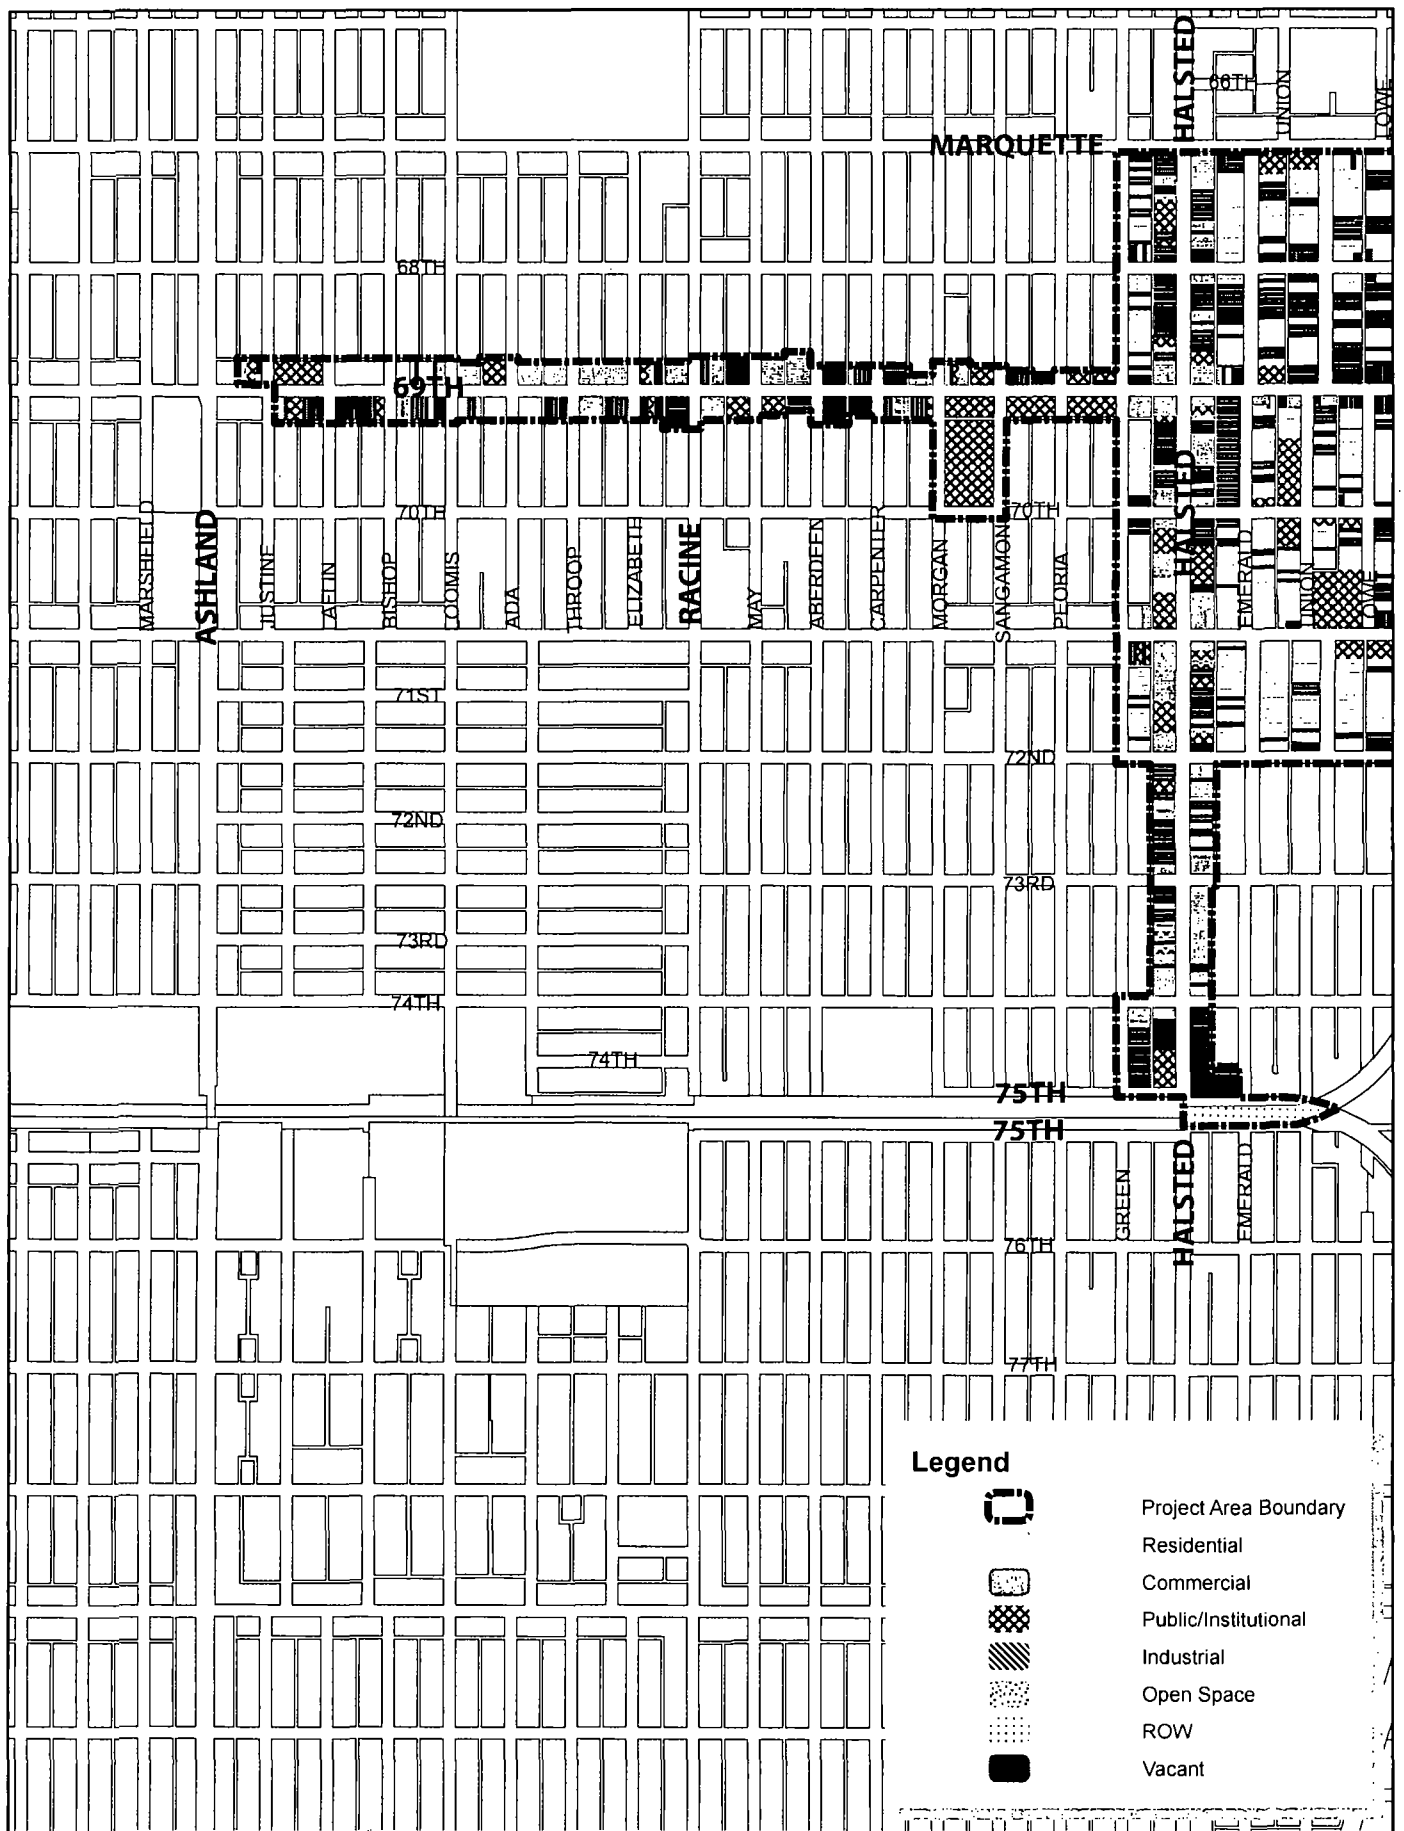 HALSTED
66TH
UNION
LOWE
MARQUETTE
68TH
69TH
HALSTED
70TH
70TH
MARSHFIELD
ASHLAND
JUSTINE
LAFLIN
BISHOP
LOOMIS
ADA
THROOP
ELIZABETH
RACINE
MAY
ABERDEEN
CARPENTER
MORGAN
SANGAMON
PEORIA
EMERALD
UNION
LOWE
71ST
72ND
72ND
73RD
73RD
74TH
74TH
75TH
75TH
GREEN
HALSTED
EMERALD
76TH
77TH
Legend
Project Area Boundary
Residential
Commercial
Public/Institutional
Industrial
Open Space
ROW
Vacant